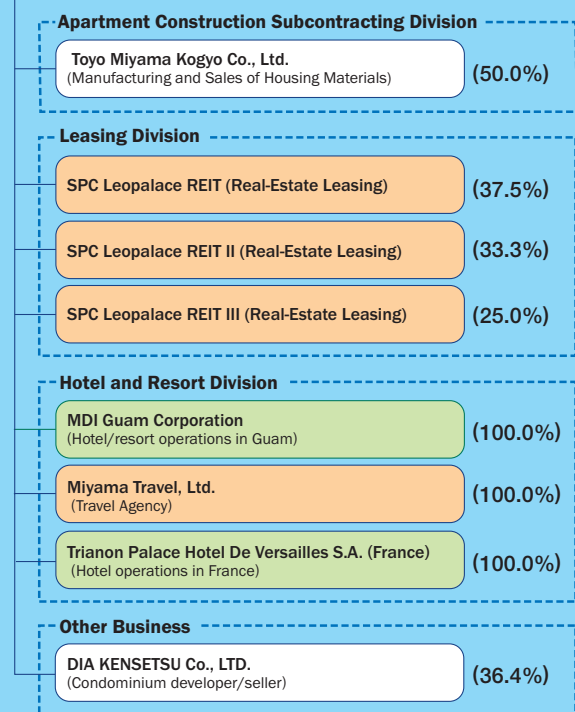 Apartment Construction Subcontracting Division
Toyo Miyama Kogyo Co., Ltd.
(Manufacturing and Sales of Housing Materials)
(50.0%)
Leasing Division
SPC Leopalace REIT (Real-Estate Leasing)
(37.5%)
SPC Leopalace REIT II (Real-Estate Leasing)
(33.3%)
SPC Leopalace REIT III (Real-Estate Leasing)
(25.0%)
Hotel and Resort Division
MDI Guam Corporation
(Hotel/resort operations in Guam)
(100.0%)
Miyama Travel, Ltd.
(Travel Agency)
(100.0%)
Trianon Palace Hotel De Versailles S.A. (France)
(Hotel operations in France)
(100.0%)
Other Business
DIA KENSETSU Co., LTD.
(Condominium developer/seller)
(36.4%)